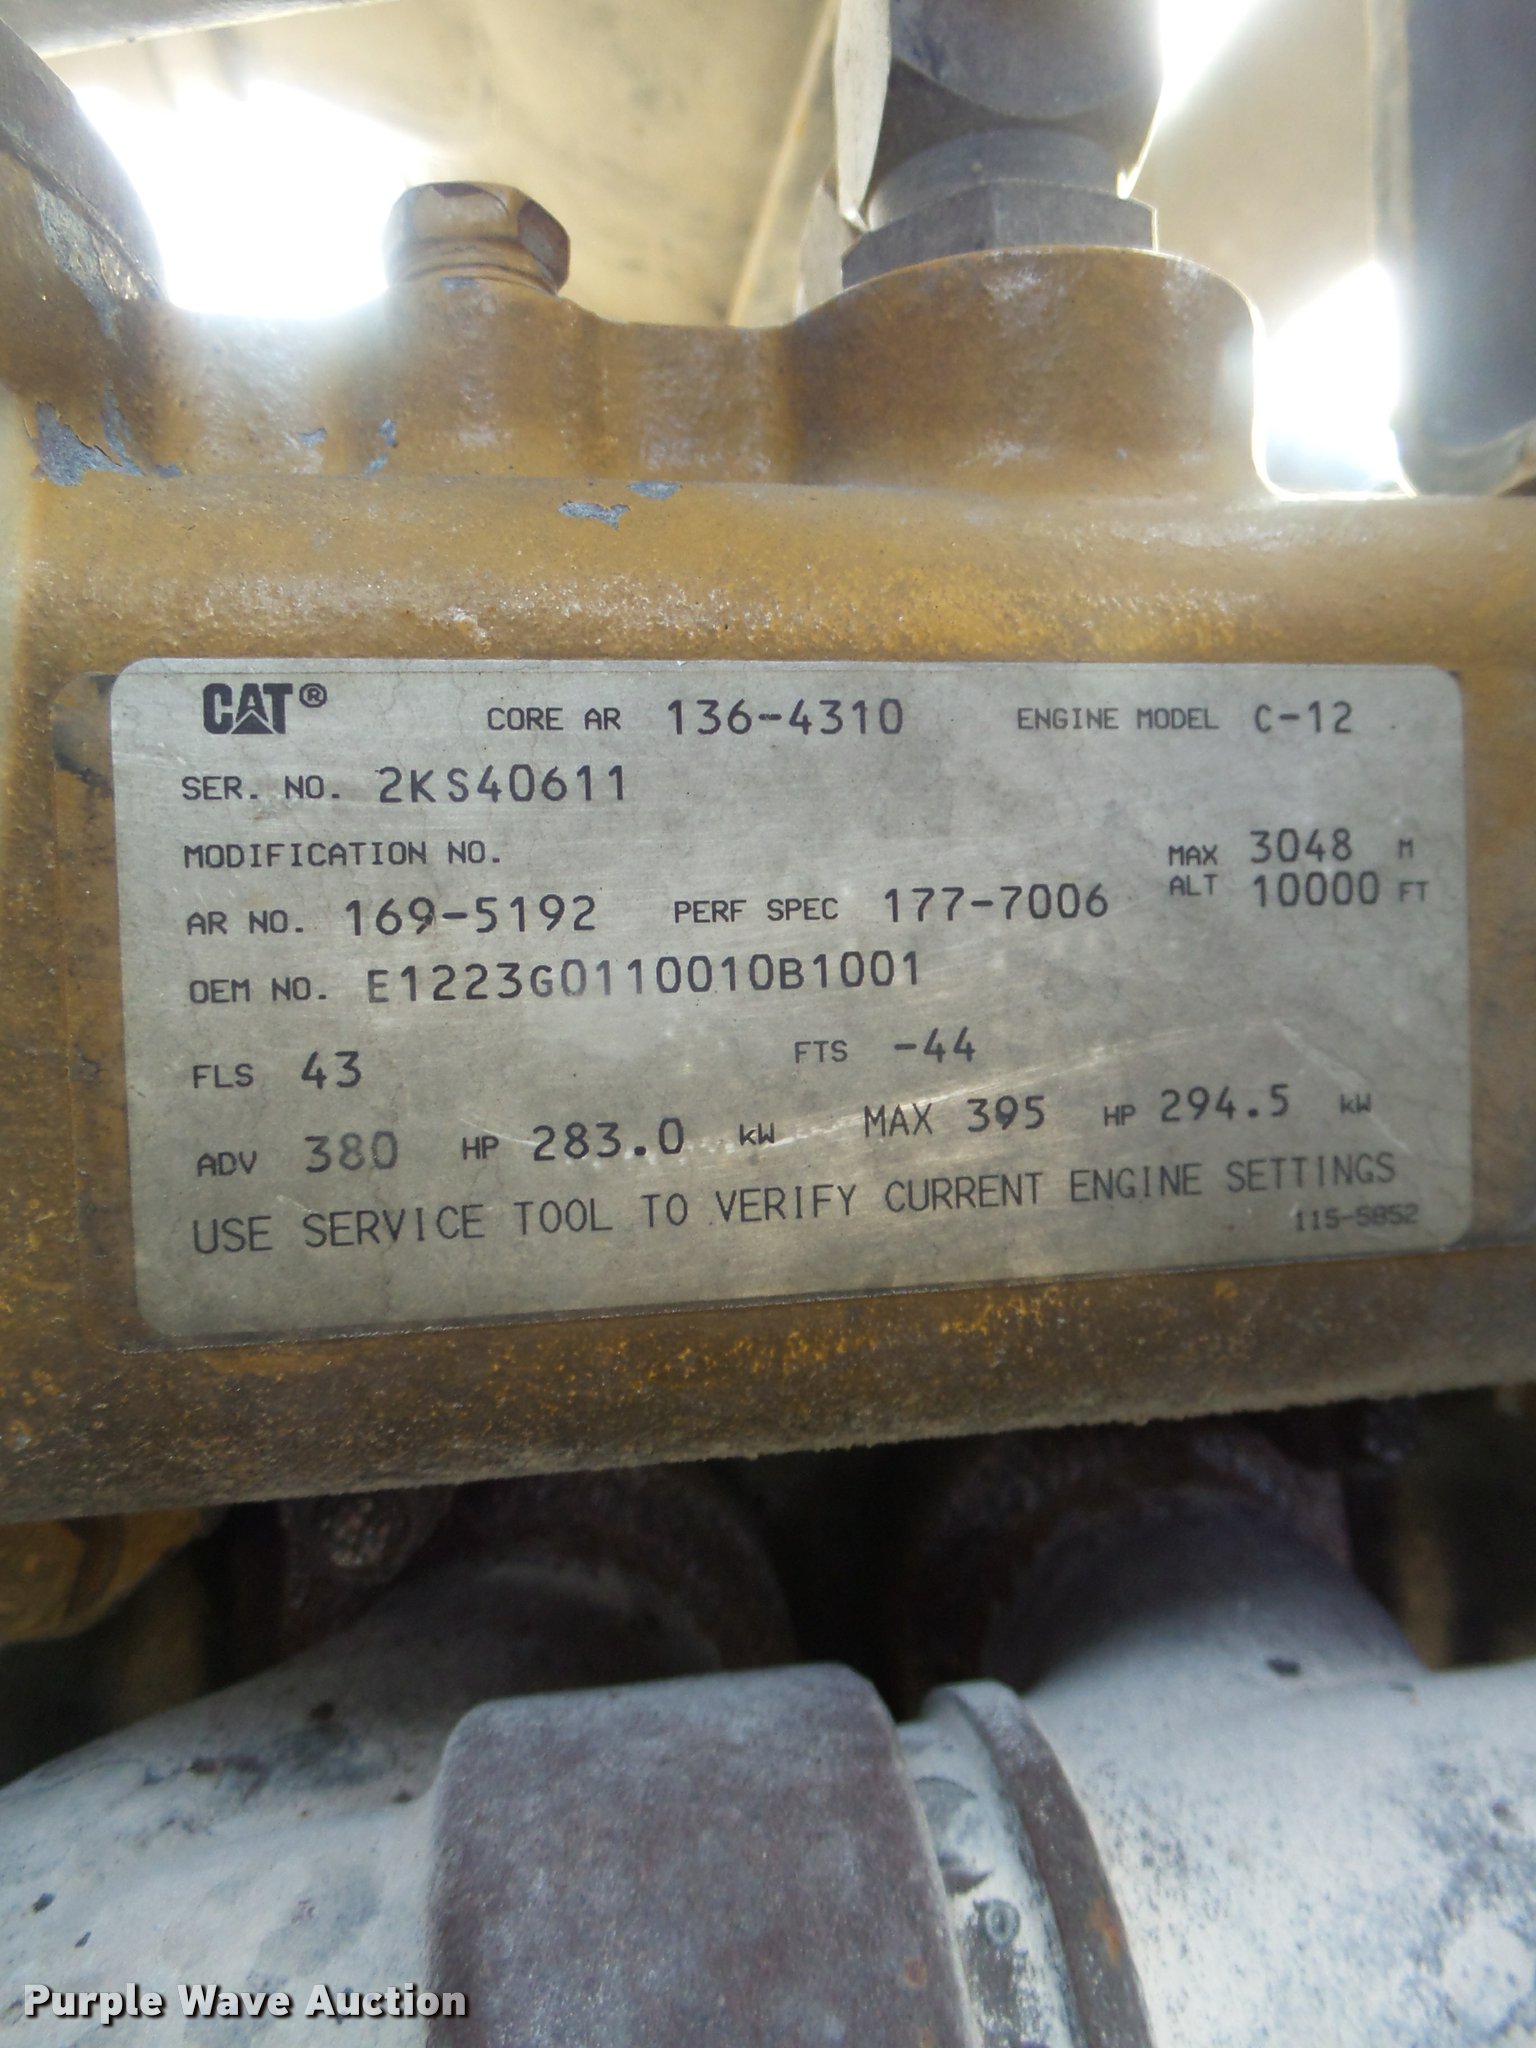 CAT® CORE AR 136-4310 ENGINE MODEL C-12
SER. NO. 2KS40611
MODIFICATION NO.
MAX 3048 M
ALT 10000 FT
AR NO. 169-5192 PERF SPEC 177-7006
OEM NO. E1223G0110010B1001
FLS 43 FTS -44
ADV 380 HP 283.0 kW MAX 395 HP 294.5 kW
USE SERVICE TOOL TO VERIFY CURRENT ENGINE SETTINGS
115-5852
Purple Wave Auction